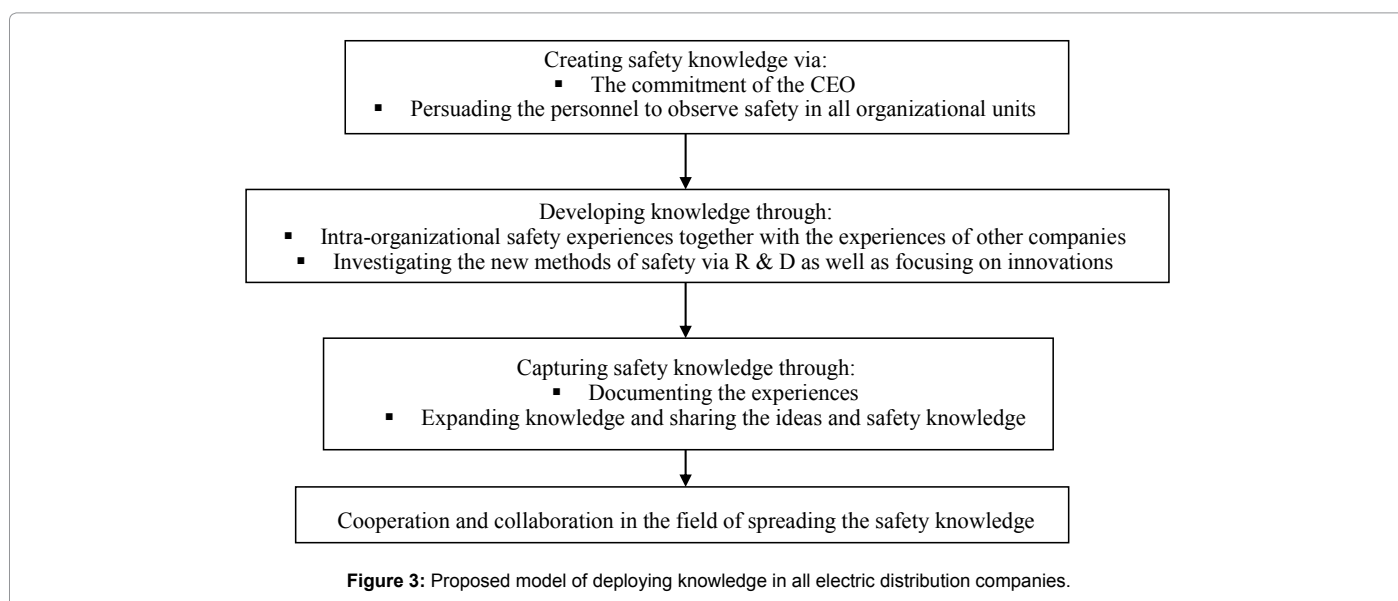 Creating safety knowledge via:
▪ The commitment of the CEO
▪ Persuading the personnel to observe safety in all organizational units
Developing knowledge through:
▪ Intra-organizational safety experiences together with the experiences of other companies
▪ Investigating the new methods of safety via R & D as well as focusing on innovations
Capturing safety knowledge through:
▪ Documenting the experiences
▪ Expanding knowledge and sharing the ideas and safety knowledge
Cooperation and collaboration in the field of spreading the safety knowledge
Figure 3: Proposed model of deploying knowledge in all electric distribution companies.